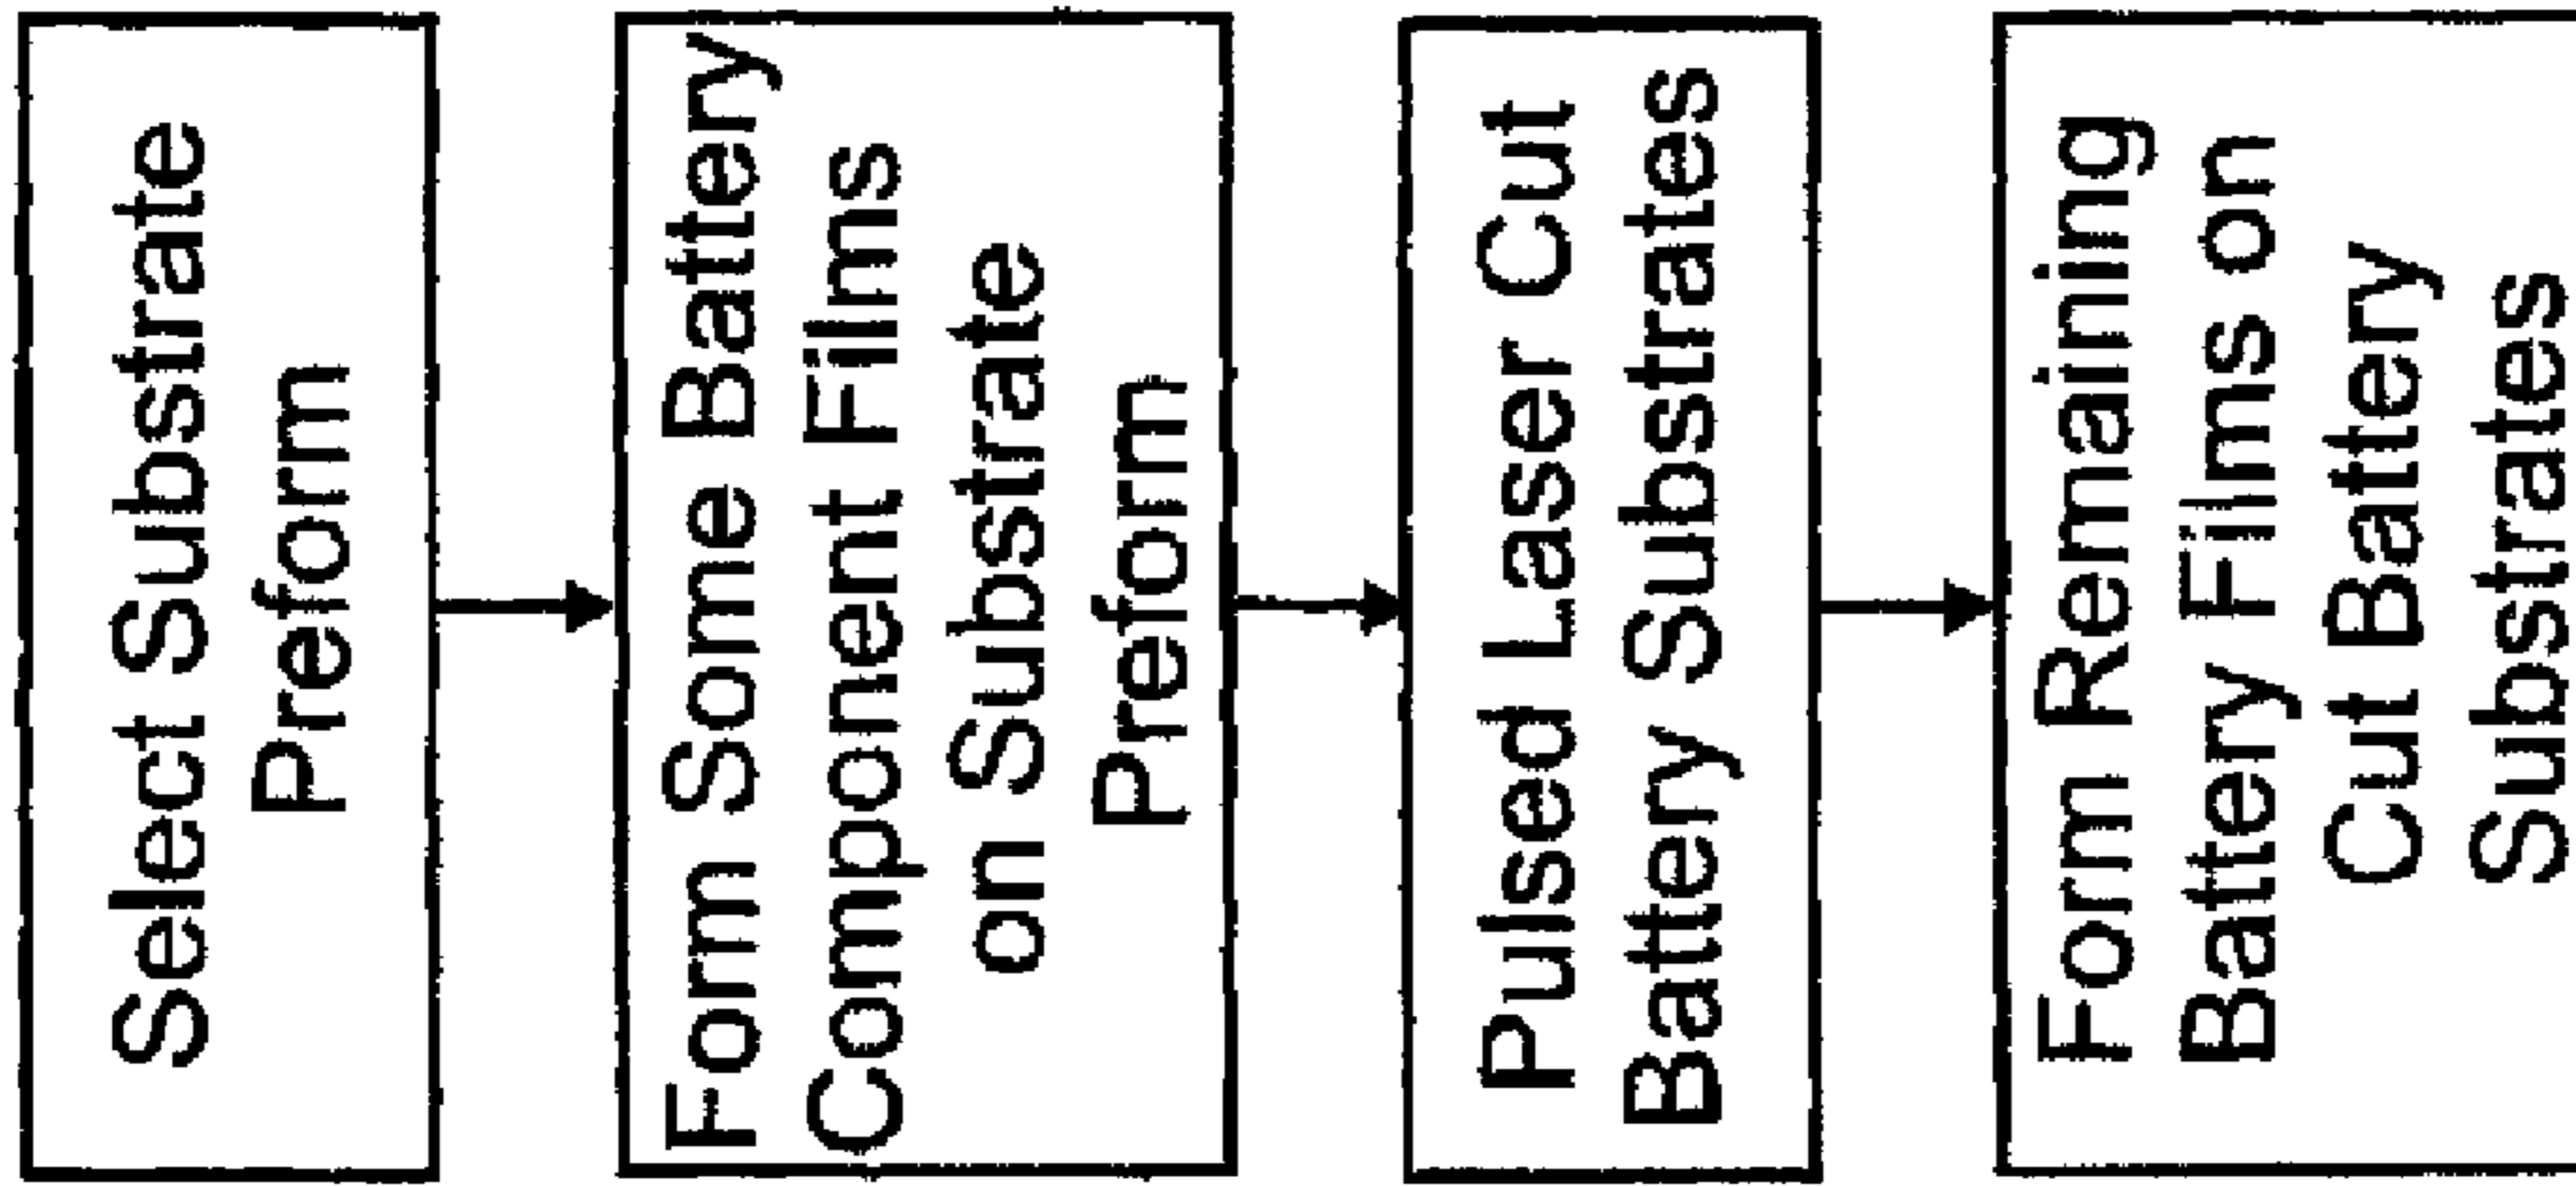 Select Substrate
Preform
Form Some Battery
Component Films
on Substrate
Preform
Pulsed Laser Cut
Battery Substrates
Form Remaining
Battery Films on
Cut Battery
Substrates